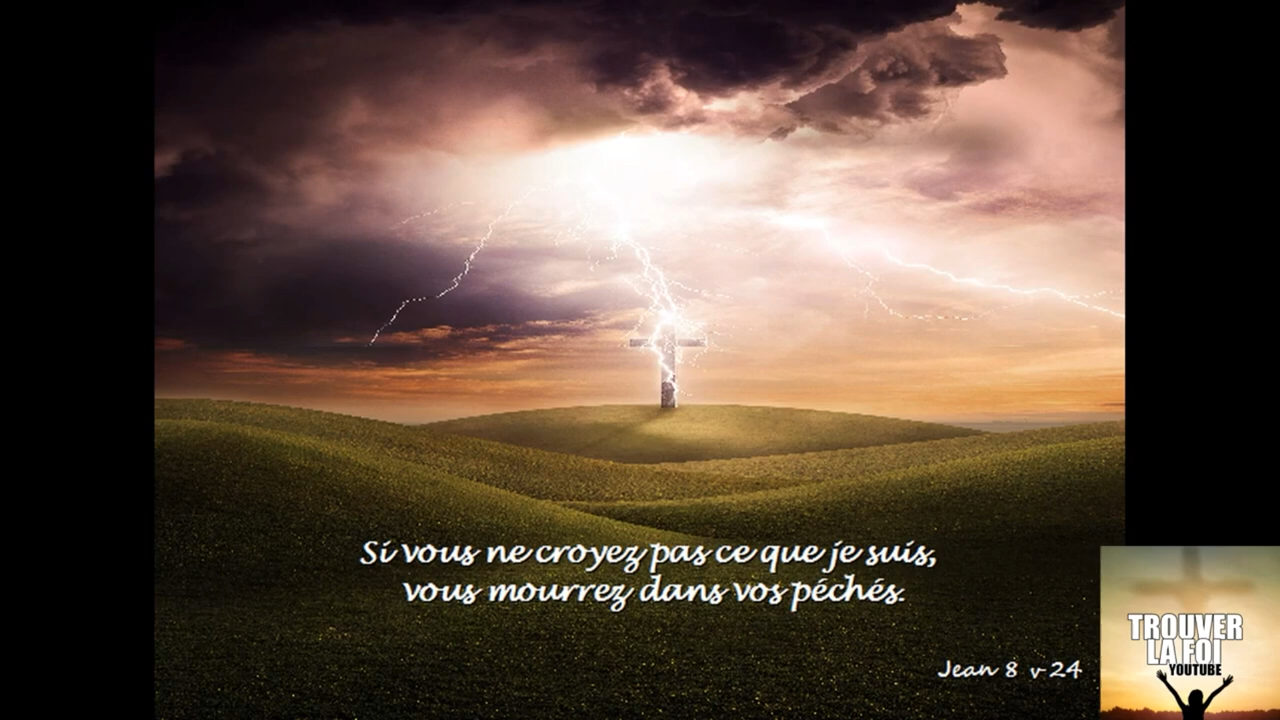 Si vous ne croyez pas ce que je suis,
vous mourrez dans vos péchés.
Jean 8 v 24
TROUVER
LA FOI
YOUTUBE